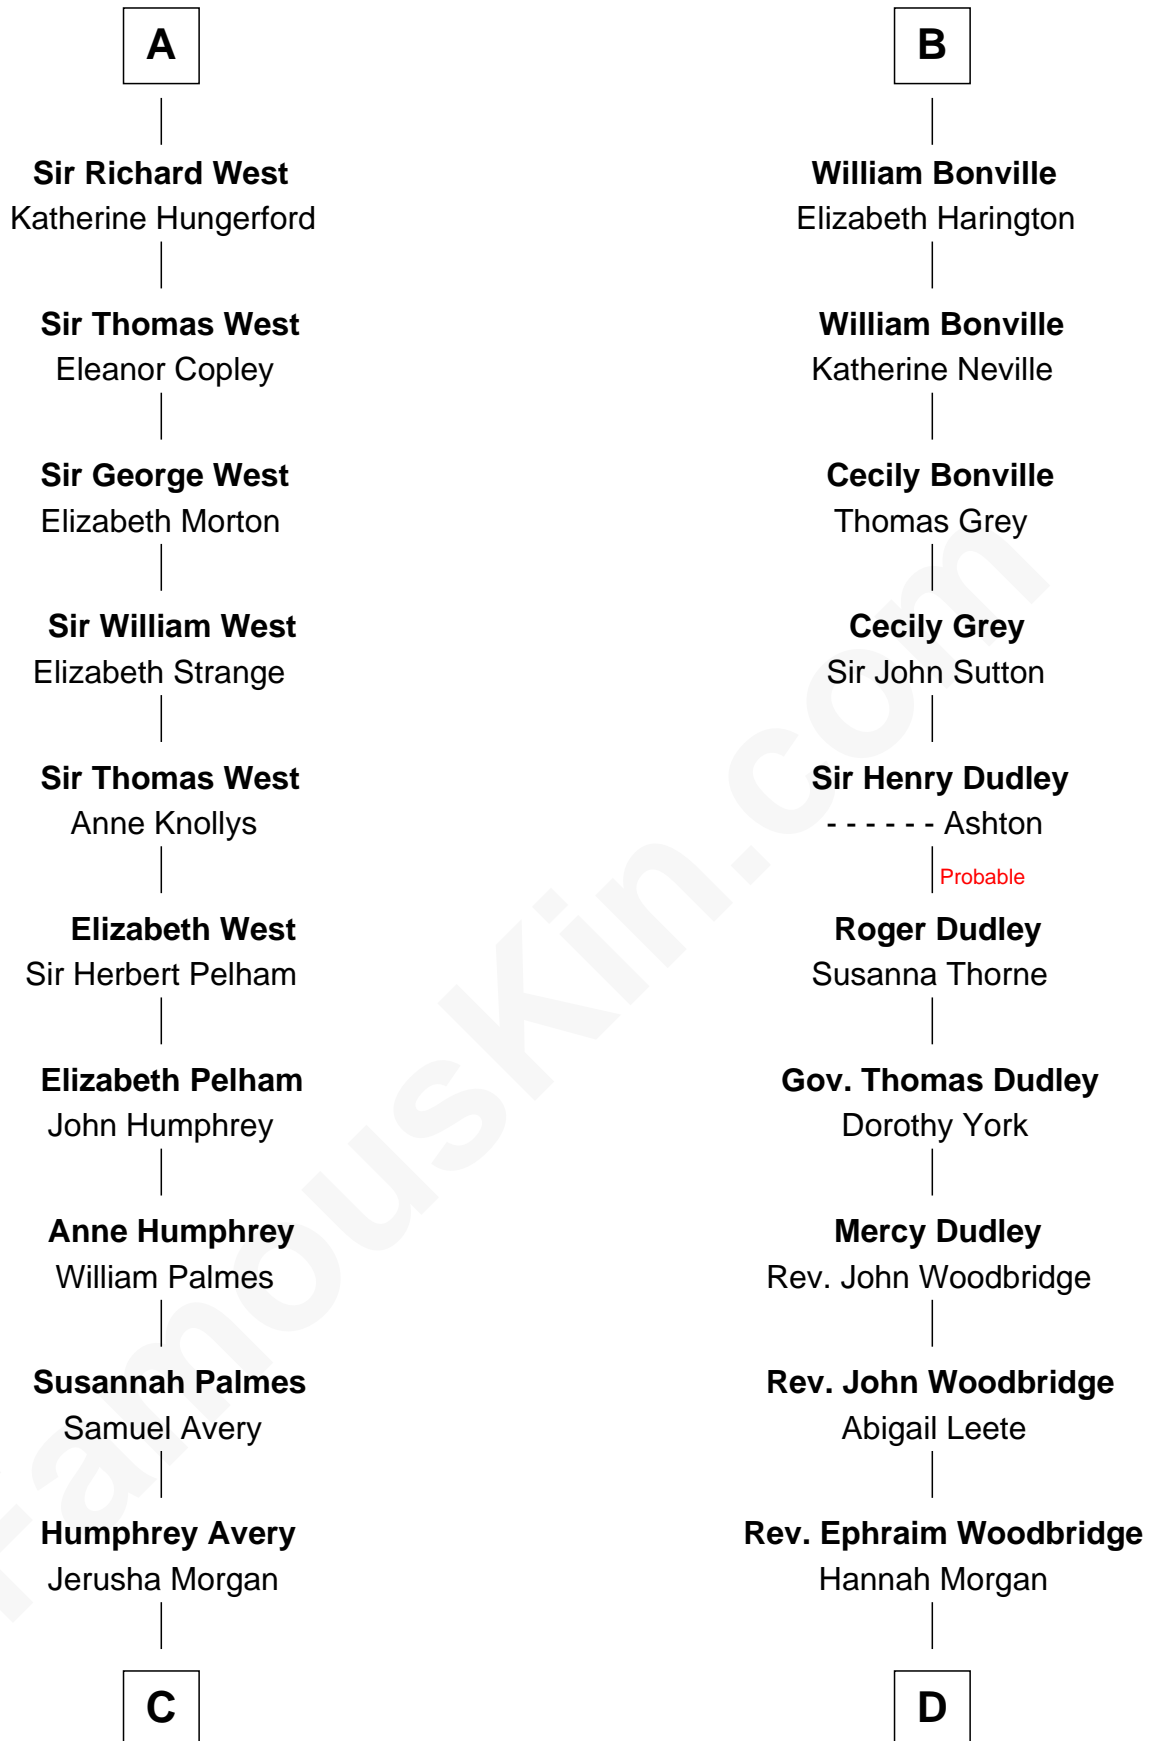 A
Sir Richard West
Katherine Hungerford
Sir Thomas West
Eleanor Copley
Sir George West
Elizabeth Morton
Sir William West
Elizabeth Strange
Sir Thomas West
Anne Knollys
Elizabeth West
Sir Herbert Pelham
Elizabeth Pelham
John Humphrey
Anne Humphrey
William Palmes
Susannah Palmes
Samuel Avery
Humphrey Avery
Jerusha Morgan
C
B
William Bonville
Elizabeth Harington
William Bonville
Katherine Neville
Cecily Bonville
Thomas Grey
Cecily Grey
Sir John Sutton
Sir Henry Dudley
- - - - - - Ashton
Probable
Roger Dudley
Susanna Thorne
Gov. Thomas Dudley
Dorothy York
Mercy Dudley
Rev. John Woodbridge
Rev. John Woodbridge
Abigail Leete
Rev. Ephraim Woodbridge
Hannah Morgan
D
FamousKin.com